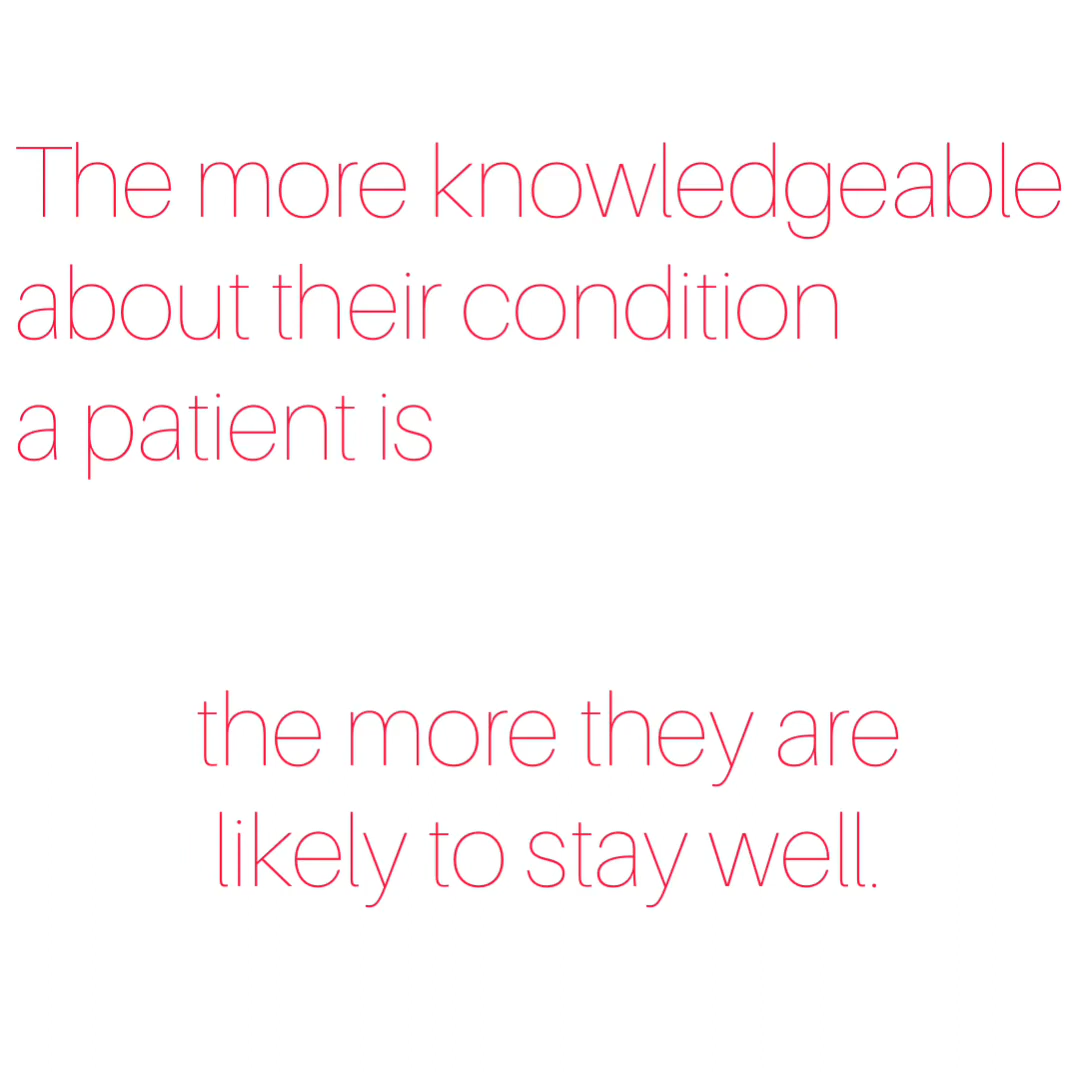 The more knowledgeable
about their condition
a patient is
the more they are
likely to stay well.